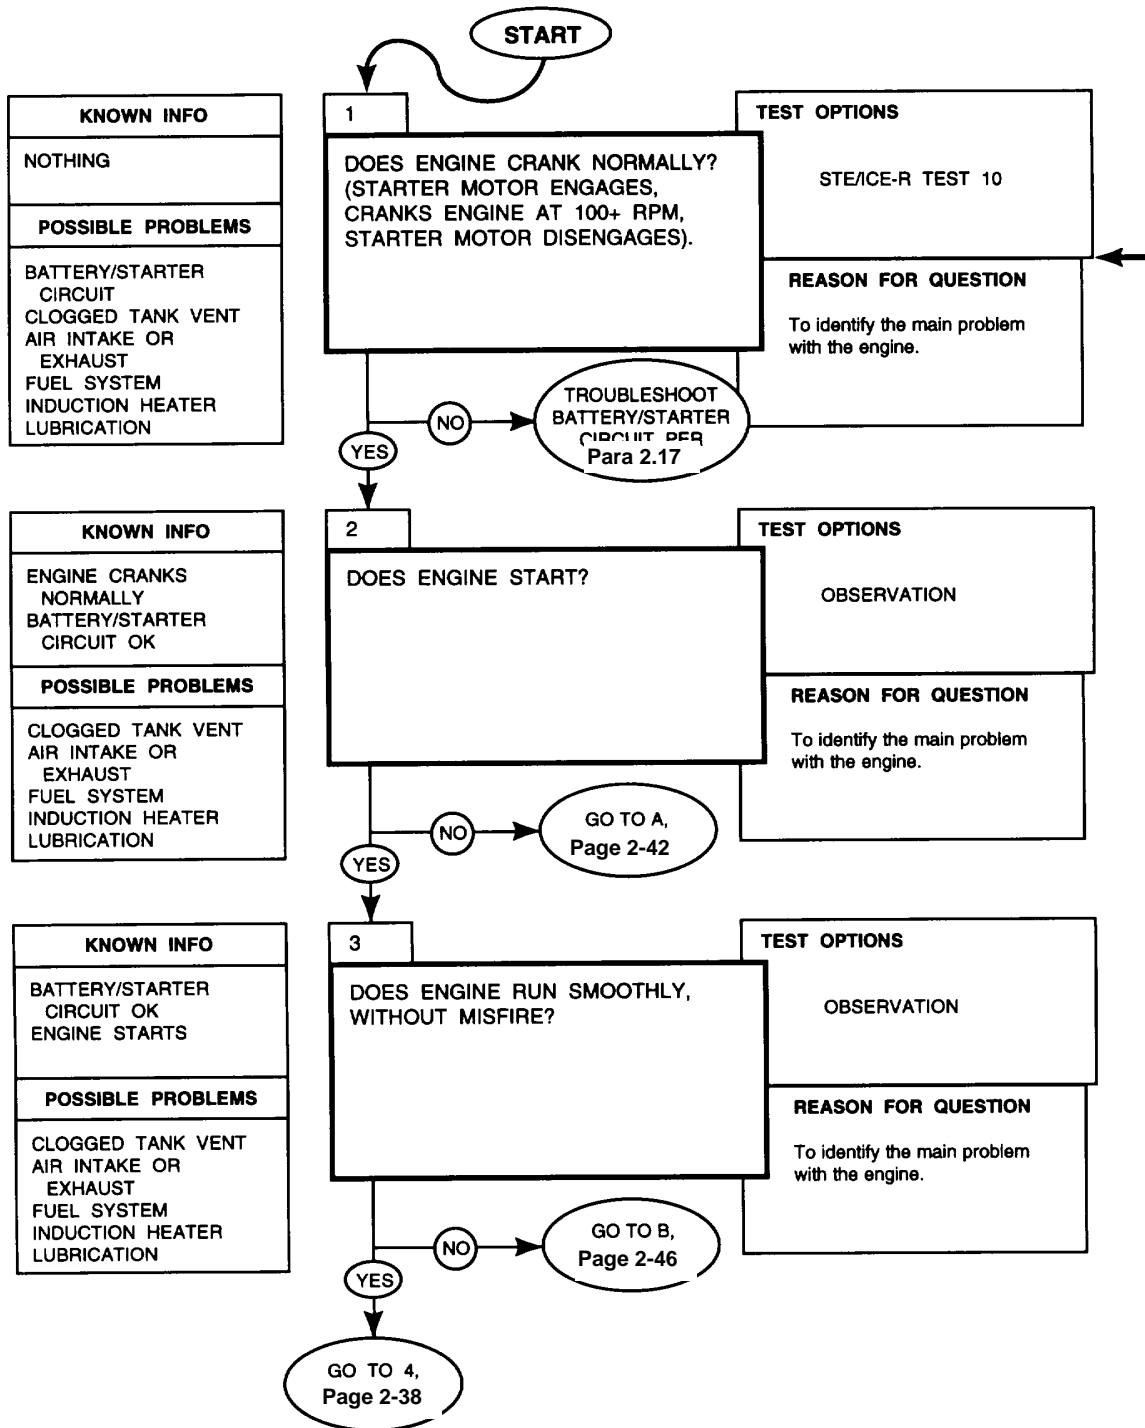 START
KNOWN INFO
NOTHING
POSSIBLE PROBLEMS
BATTERY/STARTER
CIRCUIT
CLOGGED TANK VENT
AIR INTAKE OR
EXHAUST
FUEL SYSTEM
INDUCTION HEATER
LUBRICATION
1
DOES ENGINE CRANK NORMALLY?
(STARTER MOTOR ENGAGES,
CRANKS ENGINE AT 100+ RPM,
STARTER MOTOR DISENGAGES).
TEST OPTIONS
STE/ICE-R TEST 10
REASON FOR QUESTION
To identify the main problem
with the engine.
NO
TROUBLESHOOT
BATTERY/STARTER
CIRCUIT PER
Para 2.17
YES
KNOWN INFO
ENGINE CRANKS
NORMALLY
BATTERY/STARTER
CIRCUIT OK
POSSIBLE PROBLEMS
CLOGGED TANK VENT
AIR INTAKE OR
EXHAUST
FUEL SYSTEM
INDUCTION HEATER
LUBRICATION
2
DOES ENGINE START?
TEST OPTIONS
OBSERVATION
REASON FOR QUESTION
To identify the main problem
with the engine.
NO
GO TO A,
Page 2-42
YES
KNOWN INFO
BATTERY/STARTER
CIRCUIT OK
ENGINE STARTS
POSSIBLE PROBLEMS
CLOGGED TANK VENT
AIR INTAKE OR
EXHAUST
FUEL SYSTEM
INDUCTION HEATER
LUBRICATION
3
DOES ENGINE RUN SMOOTHLY,
WITHOUT MISFIRE?
TEST OPTIONS
OBSERVATION
REASON FOR QUESTION
To identify the main problem
with the engine.
NO
GO TO B,
Page 2-46
YES
GO TO 4,
Page 2-38